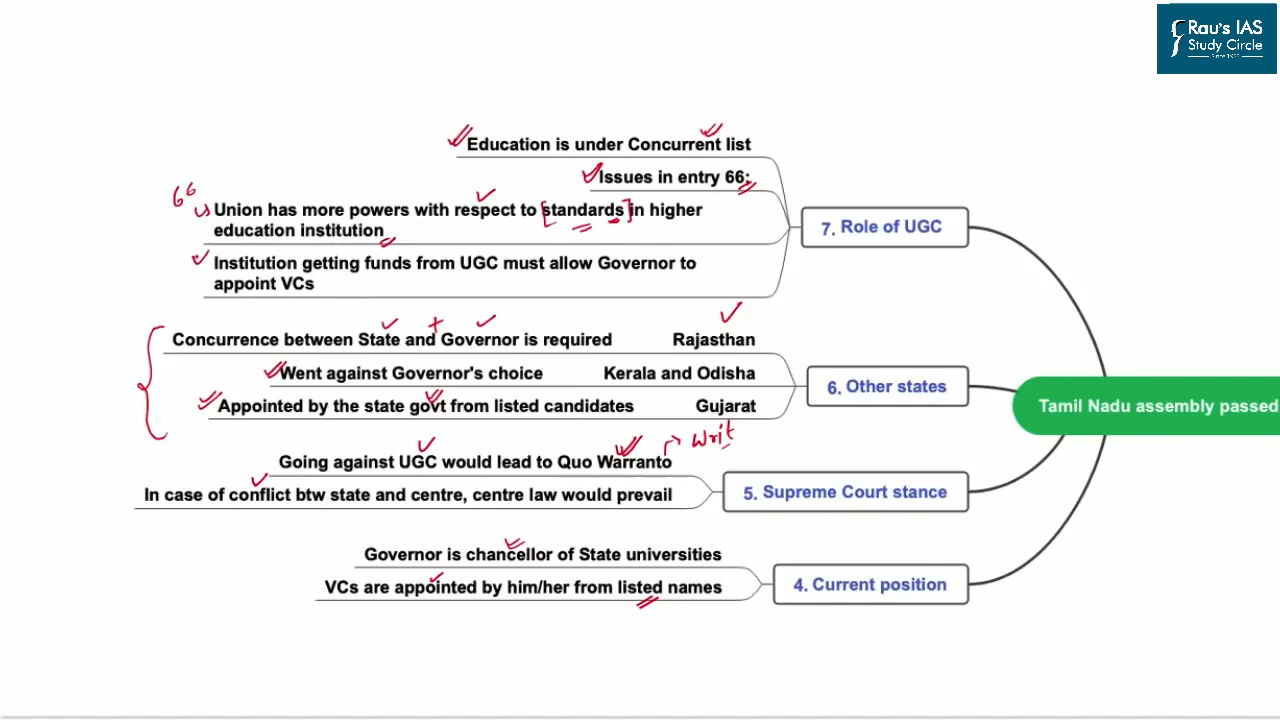 Rau's IAS
Study Circle
Education is under Concurrent list
Issues in entry 66:
66
Union has more powers with respect to standards in higher
education institution
Institution getting funds from UGC must allow Governor to
appoint VCs
7. Role of UGC
Concurrence between State and Governor is required Rajasthan
Went against Governor's choice Kerala and Odisha
Appointed by the state govt from listed candidates Gujarat
6. Other states
Tamil Nadu assembly passed
Writ
Going against UGC would lead to Quo Warranto
In case of conflict btw state and centre, centre law would prevail
5. Supreme Court stance
Governor is chancellor of State universities
VCs are appointed by him/her from listed names
4. Current position